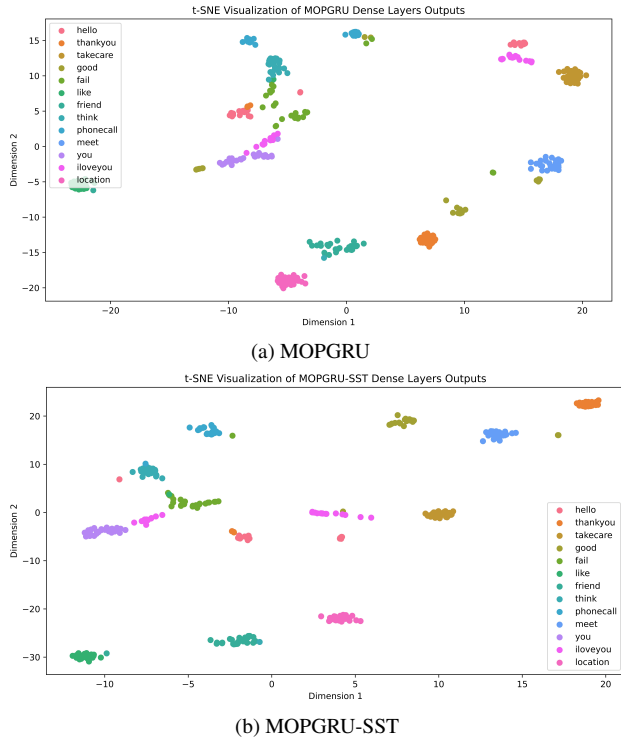 t-SNE Visualization of MOPGRU Dense Layers Outputs
15
10
5
0
−5
−10
−15
−20
Dimension 2
hello
thankyou
takecare
good
fail
like
friend
think
phonecall
meet
you
iloveyou
location
−20
−10
0
10
20
Dimension 1
(a) MOPGRU
t-SNE Visualization of MOPGRU-SST Dense Layers Outputs
20
10
0
−10
−20
−30
Dimension 2
hello
thankyou
takecare
good
fail
like
friend
think
phonecall
meet
you
iloveyou
location
−10
−5
0
5
10
15
20
Dimension 1
(b) MOPGRU-SST